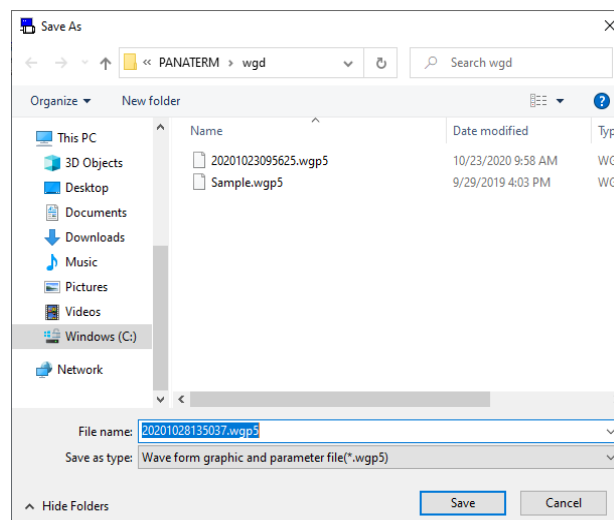 Save As
« PANATERM › wgd
Search wgd
Organize
New folder
?
This PC
Name
Date modified
Typ
3D Objects
20201023095625.wgp5
10/23/2020 9:58 AM
WG
Desktop
Sample.wgp5
9/29/2019 4:03 PM
WG
Documents
Downloads
Music
Pictures
Videos
Windows (C:)
Network
File name: 20201028135037.wgp5
Save as type: Wave form graphic and parameter file(*.wgp5)
Hide Folders
Save
Cancel